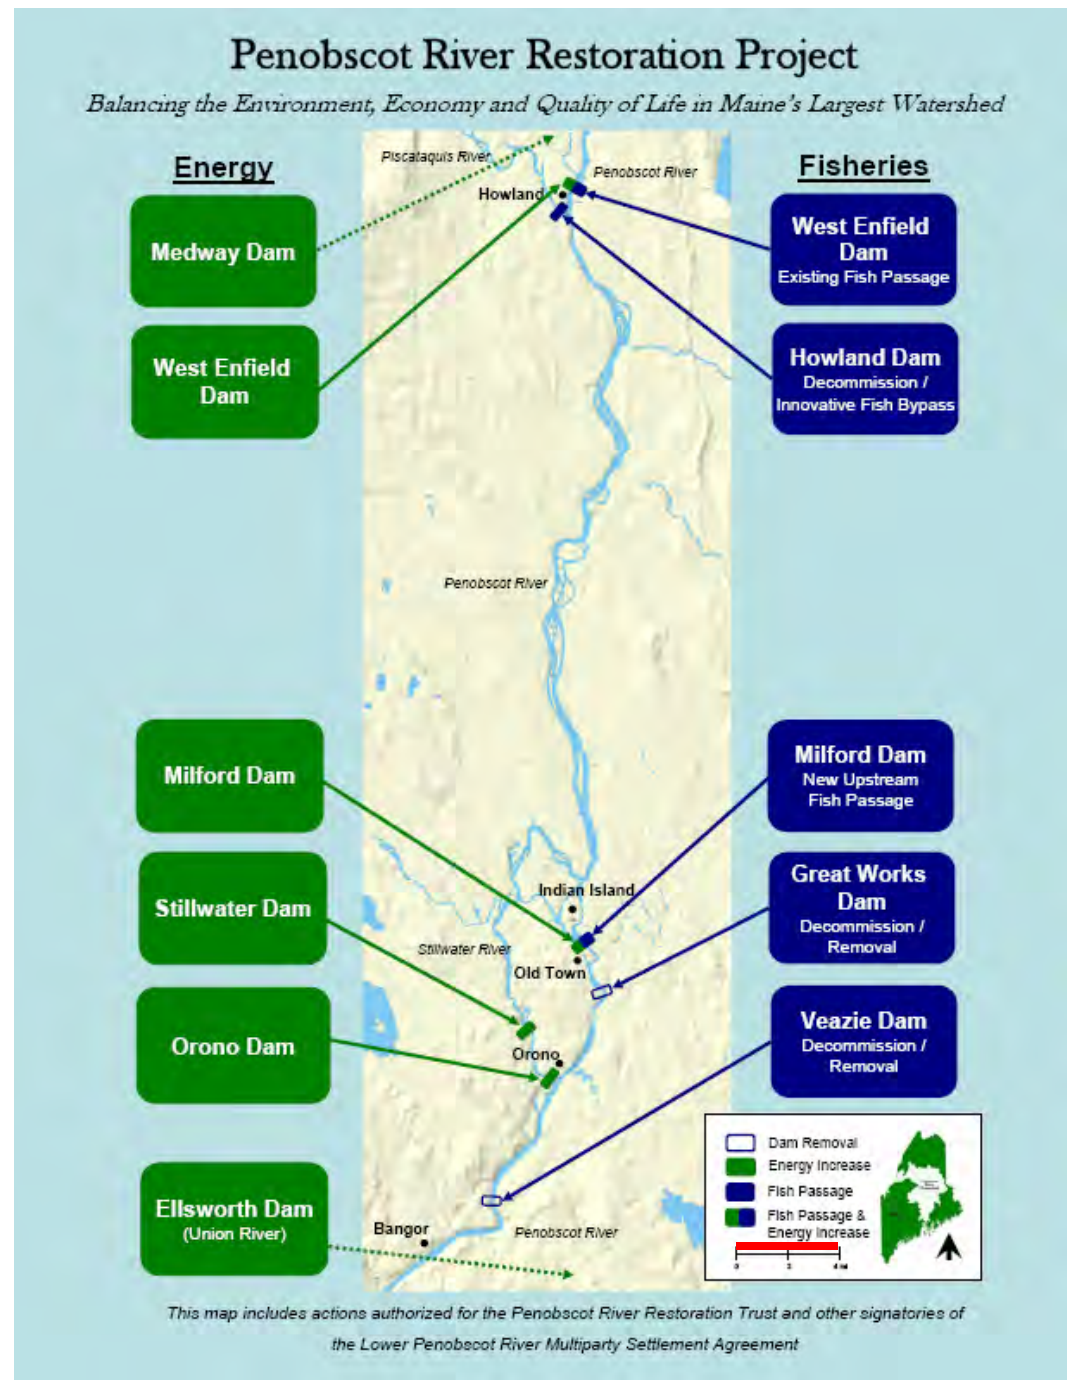 Penobscot River Restoration Project
Balancing the Environment, Economy and Quality of Life in Maine's Largest Watershed
Energy
Fisheries
Piscataquis River
Penobscot River
Howland
Medway Dam
West Enfield
Dam
Existing Fish Passage
West Enfield
Dam
Howland Dam
Decommission /
Innovative Fish Bypass
Penobscot River
Milford Dam
Milford Dam
New Upstream
Fish Passage
Indian Island
Stillwater Dam
Great Works
Dam
Decommission /
Removal
Stillwater River
Old Town
Orono Dam
Orono
Veazie Dam
Decommission /
Removal
Ellsworth Dam
(Union River)
Bangor
Penobscot River
Dam Removal
Energy Increase
Fish Passage
Fish Passage &
Energy Increase
0
This map includes actions authorized for the Penobscot River Restoration Trust and other signatories of
the Lower Penobscot River Multiparty Settlement Agreement